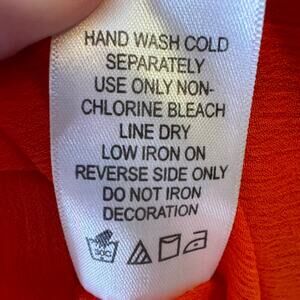 HAND WASH COLD
SEPARATELY
USE ONLY NON-
CHLORINE BLEACH
LINE DRY
LOW IRON ON
REVERSE SIDE ONLY
DO NOT IRON
DECORATION